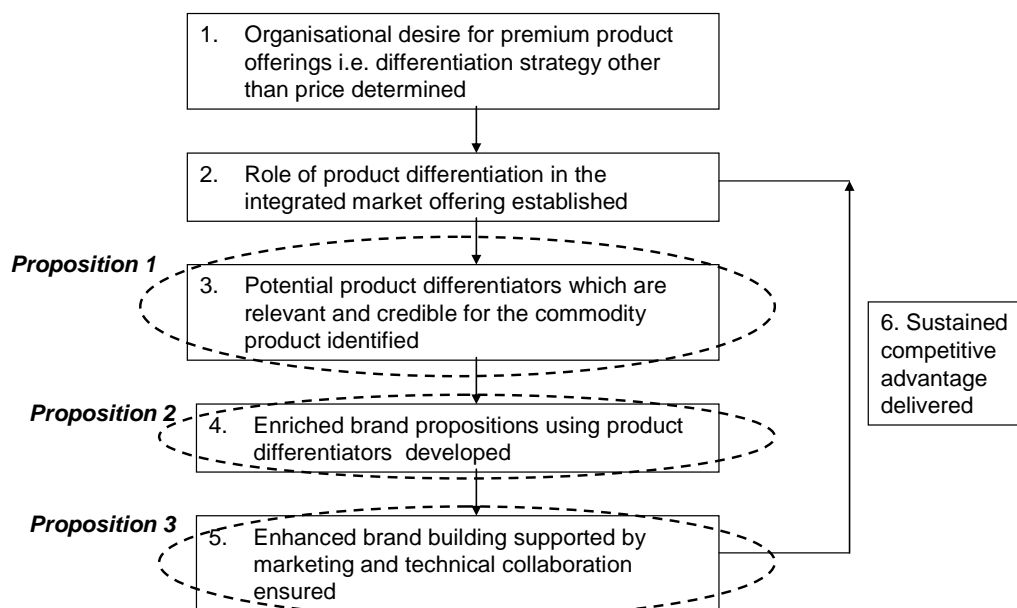 1. Organisational desire for premium product
offerings i.e. differentiation strategy other
than price determined
2. Role of product differentiation in the
integrated market offering established
Proposition 1
3. Potential product differentiators which are
relevant and credible for the commodity
product identified
6. Sustained
competitive
advantage
delivered
Proposition 2
4. Enriched brand propositions using product
differentiators developed
Proposition 3
5. Enhanced brand building supported by
marketing and technical collaboration
ensured